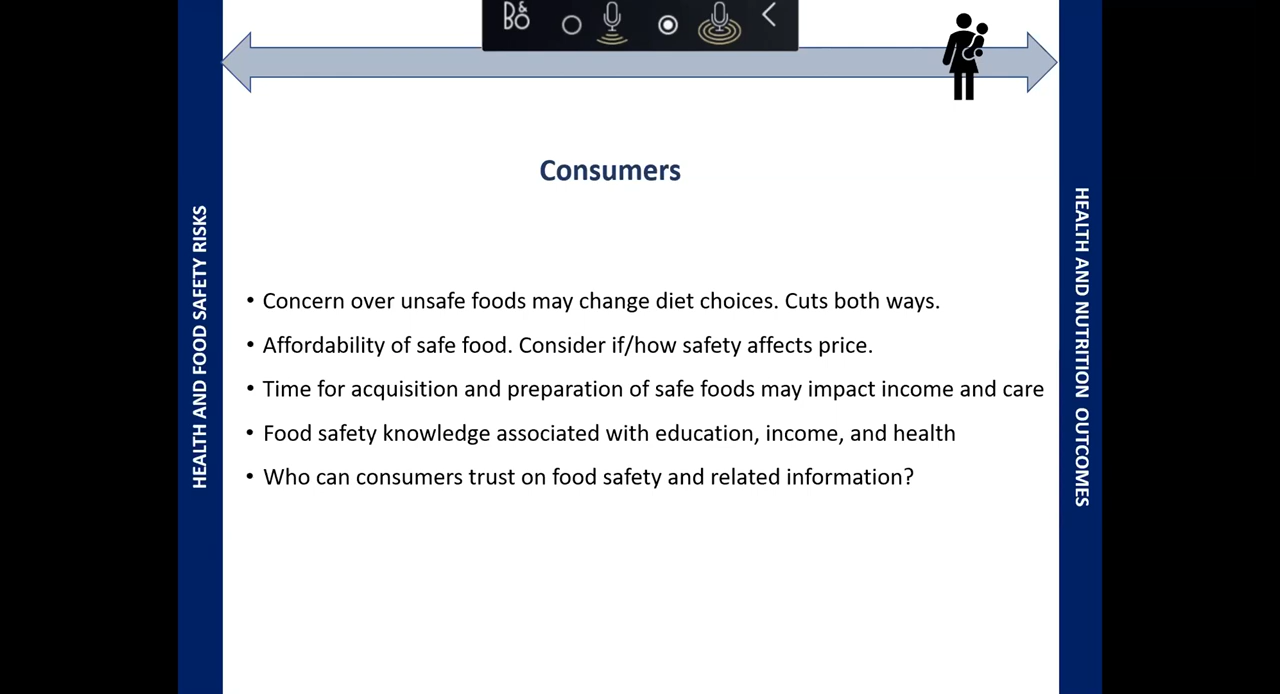 B&O
Consumers
HEALTH AND FOOD SAFETY RISKS
• Concern over unsafe foods may change diet choices. Cuts both ways.
• Affordability of safe food. Consider if/how safety affects price.
• Time for acquisition and preparation of safe foods may impact income and care
• Food safety knowledge associated with education, income, and health
• Who can consumers trust on food safety and related information?
HEALTH AND NUTRITION OUTCOMES